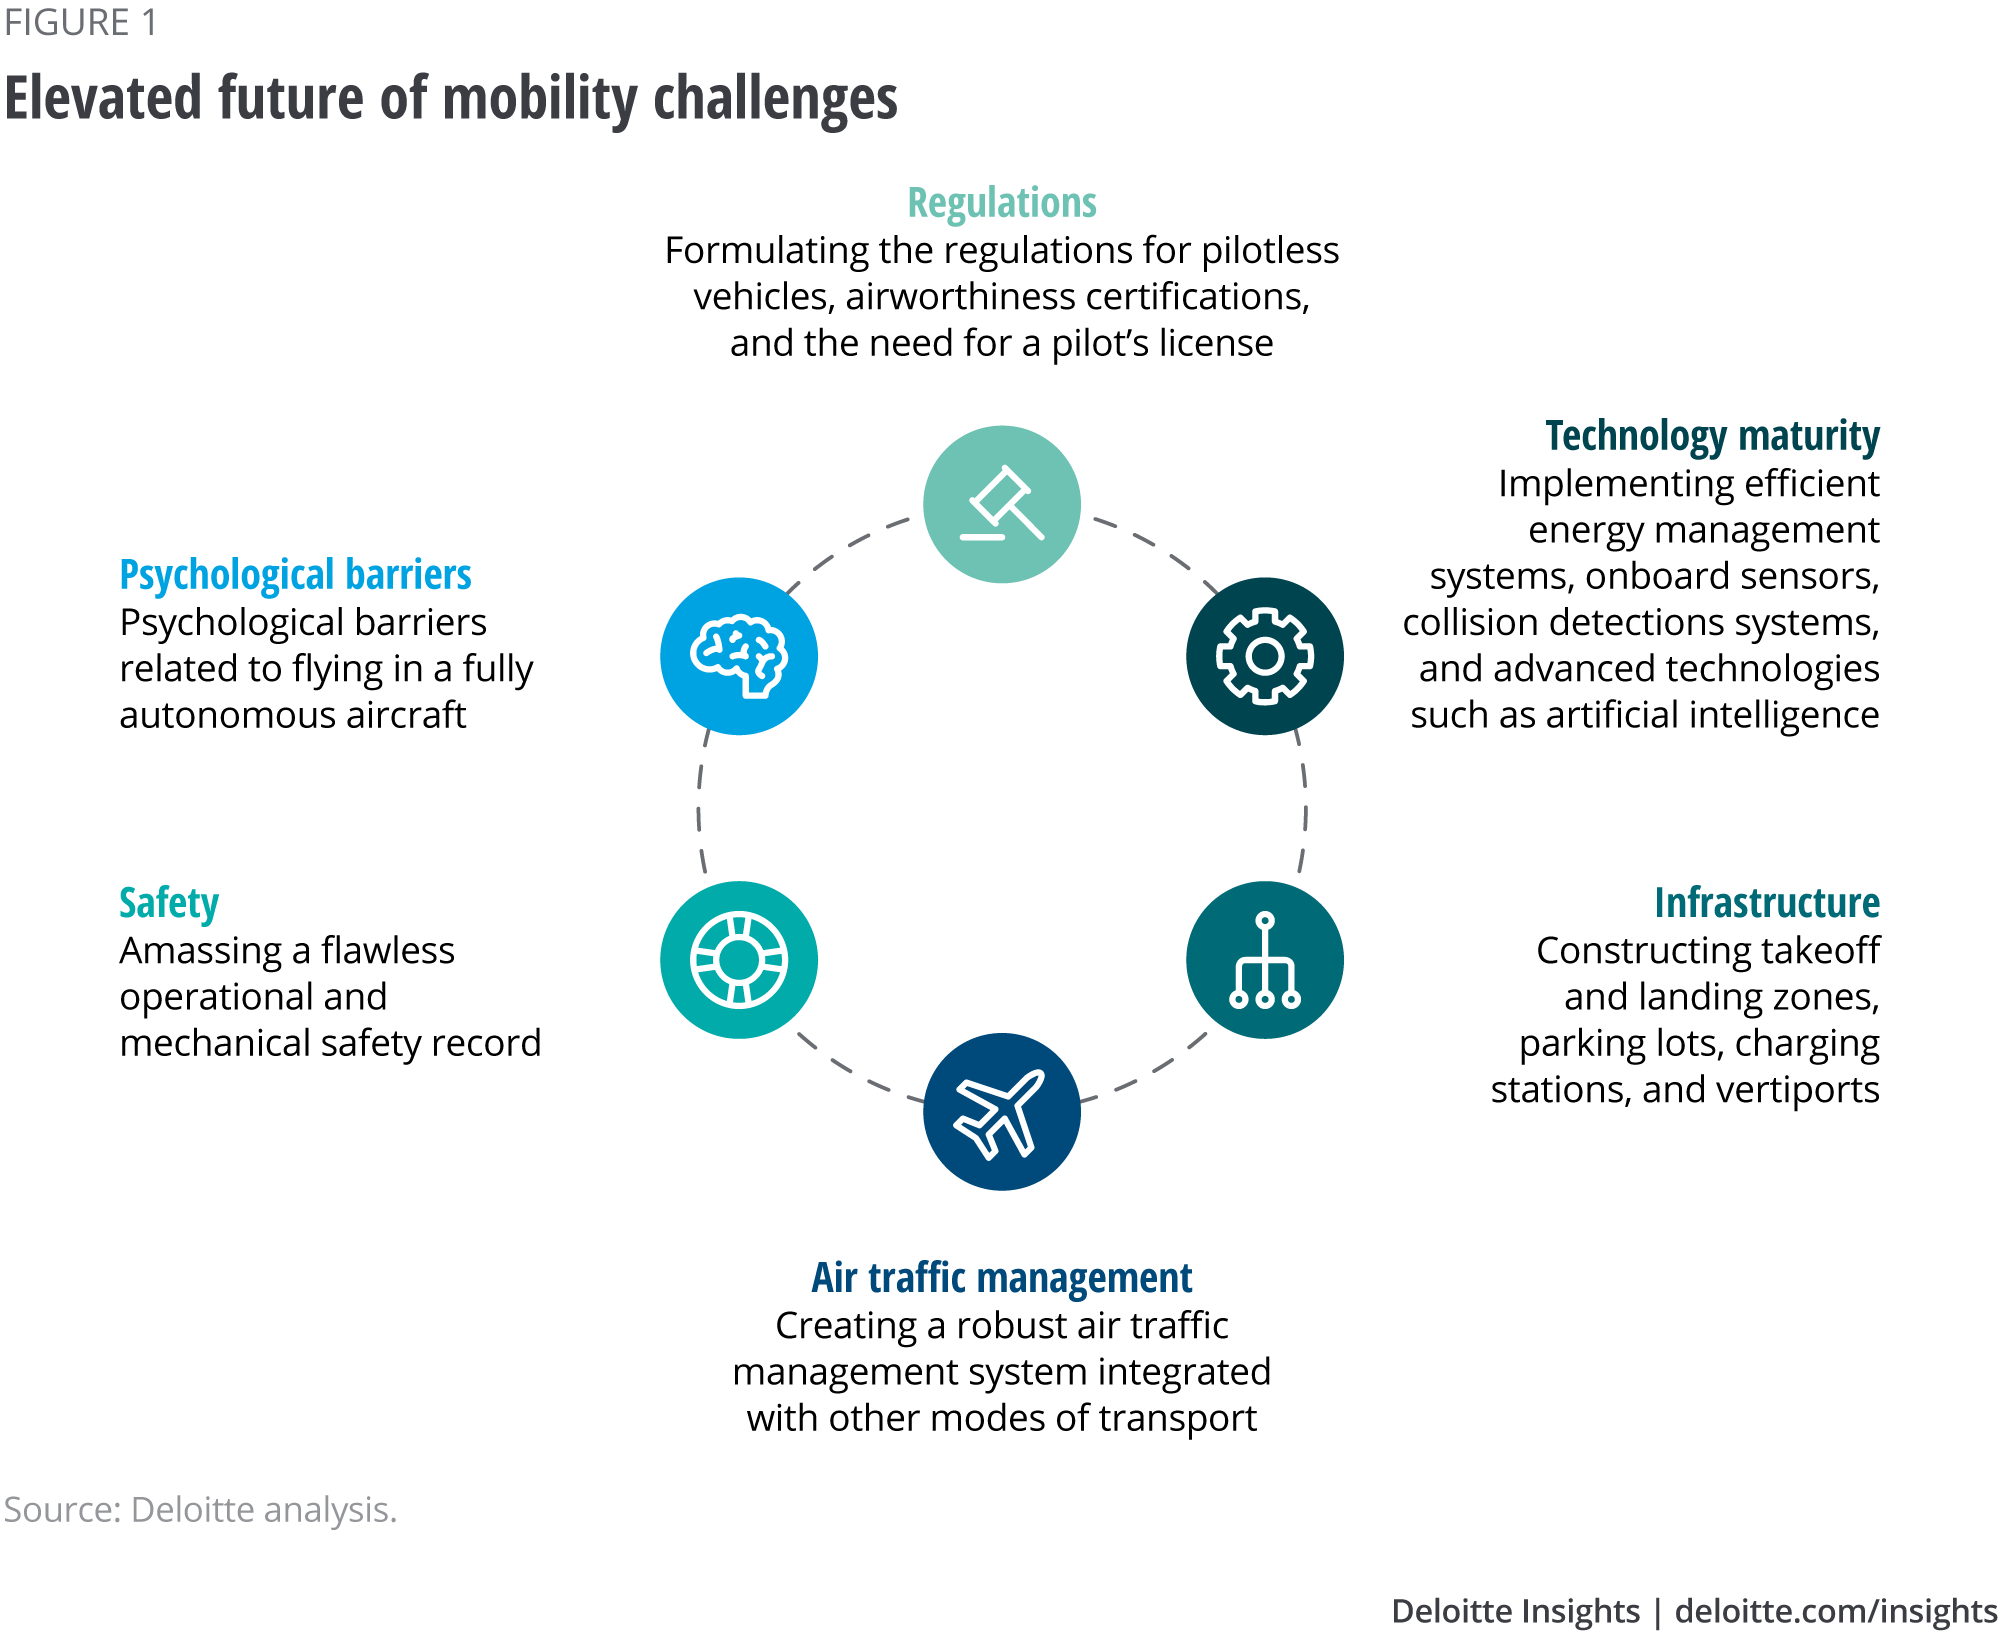 FIGURE 1
Elevated future of mobility challenges
Regulations
Formulating the regulations for pilotless
vehicles, airworthiness certifications,
and the need for a pilot’s license
Technology maturity
Implementing efficient
energy management
systems, onboard sensors,
collision detections systems,
and advanced technologies
such as artificial intelligence
Infrastructure
Constructing takeoff
and landing zones,
parking lots, charging
stations, and vertiports
Air traffic management
Creating a robust air traffic
management system integrated
with other modes of transport
Safety
Amassing a flawless
operational and
mechanical safety record
Psychological barriers
Psychological barriers
related to flying in a fully
autonomous aircraft
Source: Deloitte analysis.
Deloitte Insights | deloitte.com/insights